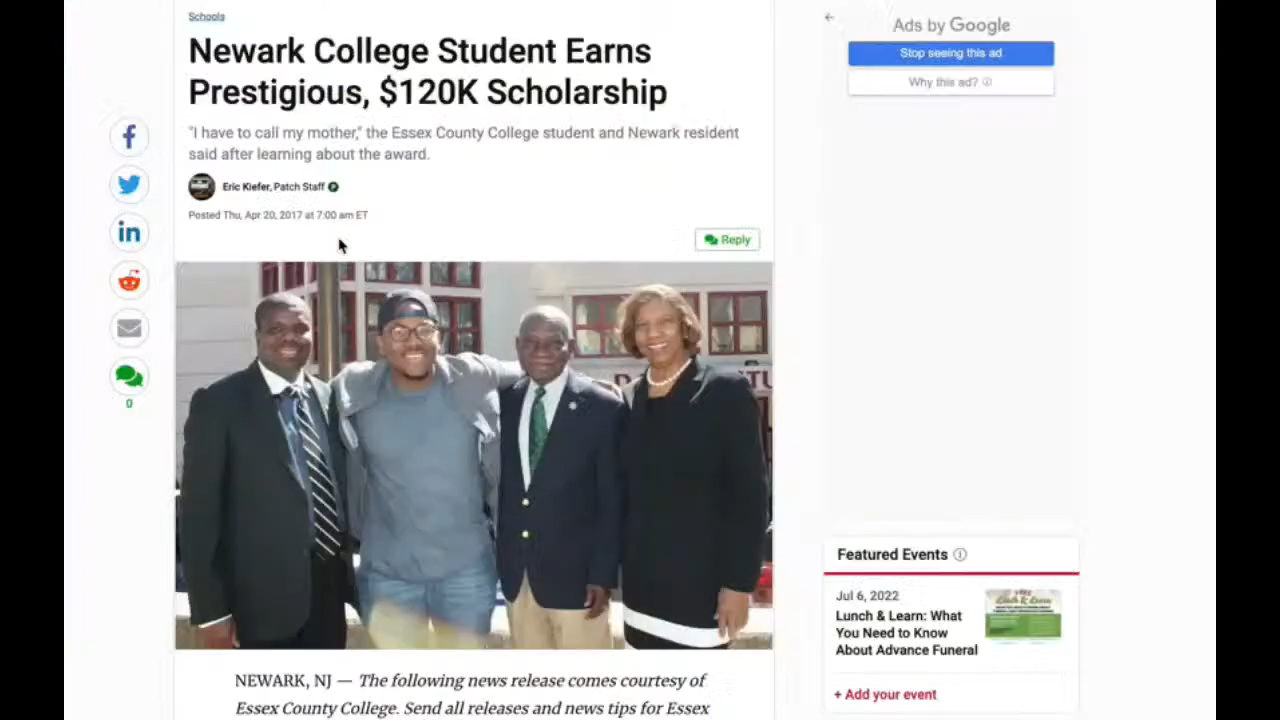 Schools
Newark College Student Earns
Prestigious, $120K Scholarship
"I have to call my mother," the Essex County College student and Newark resident
said after learning about the award.
Eric Kiefer, Patch Staff
Posted Thu, Apr 20, 2017 at 7:00 am ET
Reply
0
NEWARK, NJ — The following news release comes courtesy of
Essex County College. Send all releases and news tips for Essex
Ads by Google
Stop seeing this ad
Why this ad?
Featured Events
Jul 6, 2022
Lunch & Learn: What
You Need to Know
About Advance Funeral
+ Add your event